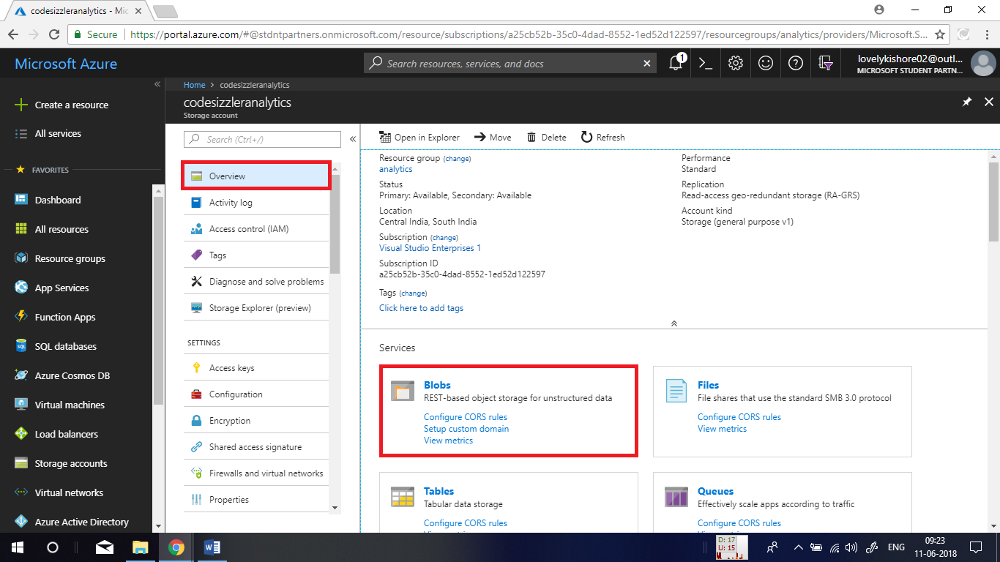 codesizzleranalytics - Mic
Secure
https://portal.azure.com/#@stdntpartners.onmicrosoft.com/resource/subscriptions/a25cb52b-35c0-4dad-8552-1ed52d122597/resourcegroups/analytics/providers/Microsoft.S...
Microsoft Azure
Search resources, services, and docs
1
lovelykishore02@outl...
MICROSOFT STUDENT PARTN...
Create a resource
All services
FAVORITES
Dashboard
All resources
Resource groups
App Services
Function Apps
SQL databases
Azure Cosmos DB
Virtual machines
Load balancers
Storage accounts
Virtual networks
Azure Active Directory
Home > codesizzleranalytics
codesizzleranalytics
Storage account
Search (Ctrl+/)
Overview
Activity log
Access control (IAM)
Tags
Diagnose and solve problems
Storage Explorer (preview)
SETTINGS
Access keys
Configuration
Encryption
Shared access signature
Firewalls and virtual networks
Properties
Open in Explorer
Move
Delete
Refresh
Resource group (change)
analytics
Status
Primary: Available, Secondary: Available
Location
Central India, South India
Subscription (change)
Visual Studio Enterprises 1
Subscription ID
a25cb52b-35c0-4dad-8552-1ed52d122597
Tags (change)
Click here to add tags
Performance
Standard
Replication
Read-access geo-redundant storage (RA-GRS)
Account kind
Storage (general purpose v1)
Services
Blobs
REST-based object storage for unstructured data
Configure CORS rules
Setup custom domain
View metrics
Files
File shares that use the standard SMB 3.0 protocol
Configure CORS rules
View metrics
Tables
Tabular data storage
Configure CORS rules
Queues
Effectively scale apps according to traffic
Configure CORS rules
D: 17
U: 15
ENG
09:23
11-06-2018